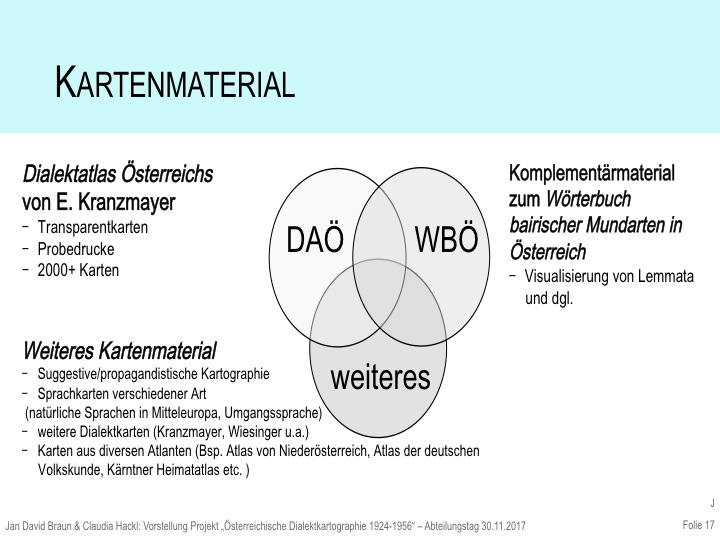 KARTENMATERIAL
Dialektatlas Österreichs
von E. Kranzmayer
− Transparentkarten
− Probedrucke
− 2000+ Karten
DAÖ
WBÖ
weiteres
Komplementärmaterial
zum Wörterbuch
bairischer Mundarten in
Österreich
− Visualisierung von Lemmata
und dgl.
Weiteres Kartenmaterial
− Suggestive/propagandistische Kartographie
− Sprachkarten verschiedener Art
(natürliche Sprachen in Mitteleuropa, Umgangssprache)
− weitere Dialektkarten (Kranzmayer, Wiesinger u.a.)
− Karten aus diversen Atlanten (Bsp. Atlas von Niederösterreich, Atlas der deutschen
Volkskunde, Kärntner Heimatatlas etc. )
J
Jan David Braun & Claudia Hackl: Vorstellung Projekt „Österreichische Dialektkartographie 1924-1956“ – Abteilungstag 30.11.2017
Folie 17